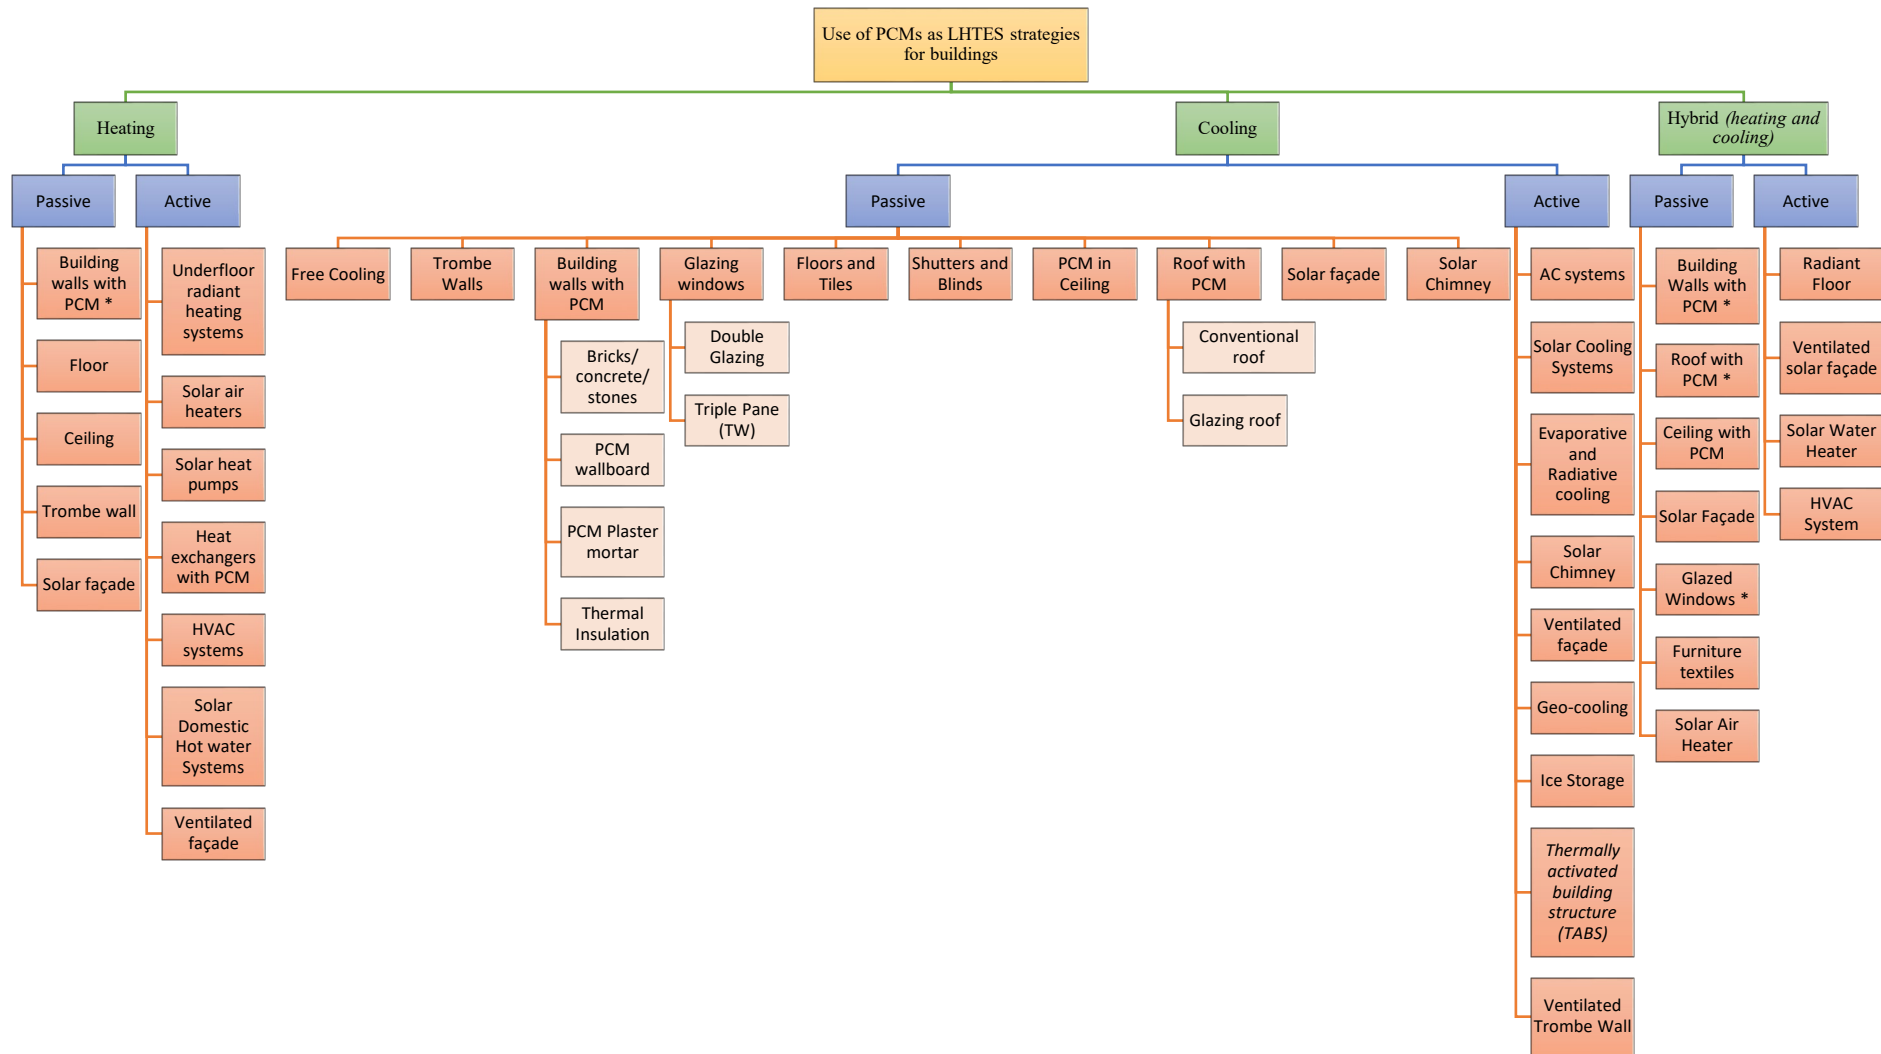 Use of PCMs as LHTES strategies
for buildings
Heating
Cooling
Hybrid (heating and
cooling)
Passive
Active
Passive
Active
Passive
Active
Building
walls with
PCM *
Floor
Ceiling
Trombe wall
Solar façade
Underfloor
radiant
heating
systems
Solar air
heaters
Solar heat
pumps
Heat
exchangers
with PCM
HVAC
systems
Solar
Domestic
Hot water
Systems
Ventilated
façade
Free Cooling
Trombe
Walls
Building
walls with
PCM
Bricks/
concrete/
stones
PCM
wallboard
PCM Plaster
mortar
Thermal
Insulation
Glazing
windows
Double
Glazing
Triple Pane
(TW)
Floors and
Tiles
Shutters and
Blinds
PCM in
Ceiling
Roof with
PCM
Conventional
roof
Glazing roof
Solar façade
Solar
Chimney
AC systems
Solar Cooling
Systems
Evaporative
and
Radiative
cooling
Solar
Chimney
Ventilated
façade
Geo-cooling
Ice Storage
Thermally
activated
building
structure
(TABS)
Ventilated
Trombe Wall
Building
Walls with
PCM *
Roof with
PCM *
Ceiling with
PCM
Solar Façade
Glazed
Windows *
Furniture
textiles
Solar Air
Heater
Radiant
Floor
Ventilated
solar façade
Solar Water
Heater
HVAC
System